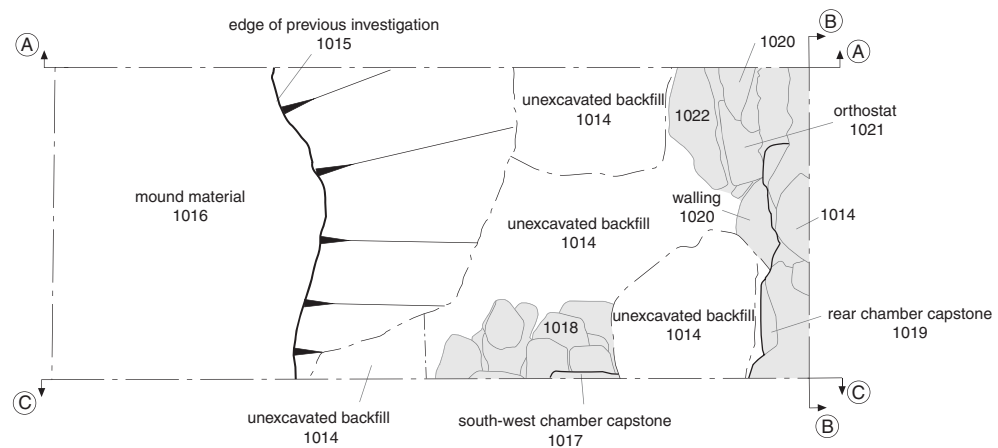 B
A
edge of previous investigation
1015
1020
A
unexcavated backfill
1014
1022
orthostat
1021
mound material
1016
walling
1020
1014
unexcavated backfill
1014
1018
unexcavated backfill
1014
rear chamber capstone
1019
C
C
unexcavated backfill
1014
south-west chamber capstone
1017
B